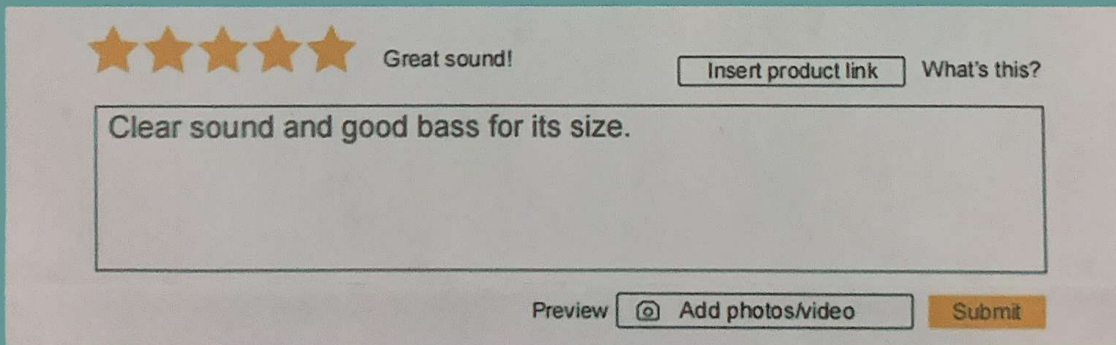 Great sound!
Insert product link What's this?
Clear sound and good bass for its size.
Preview Add photos/video Submit